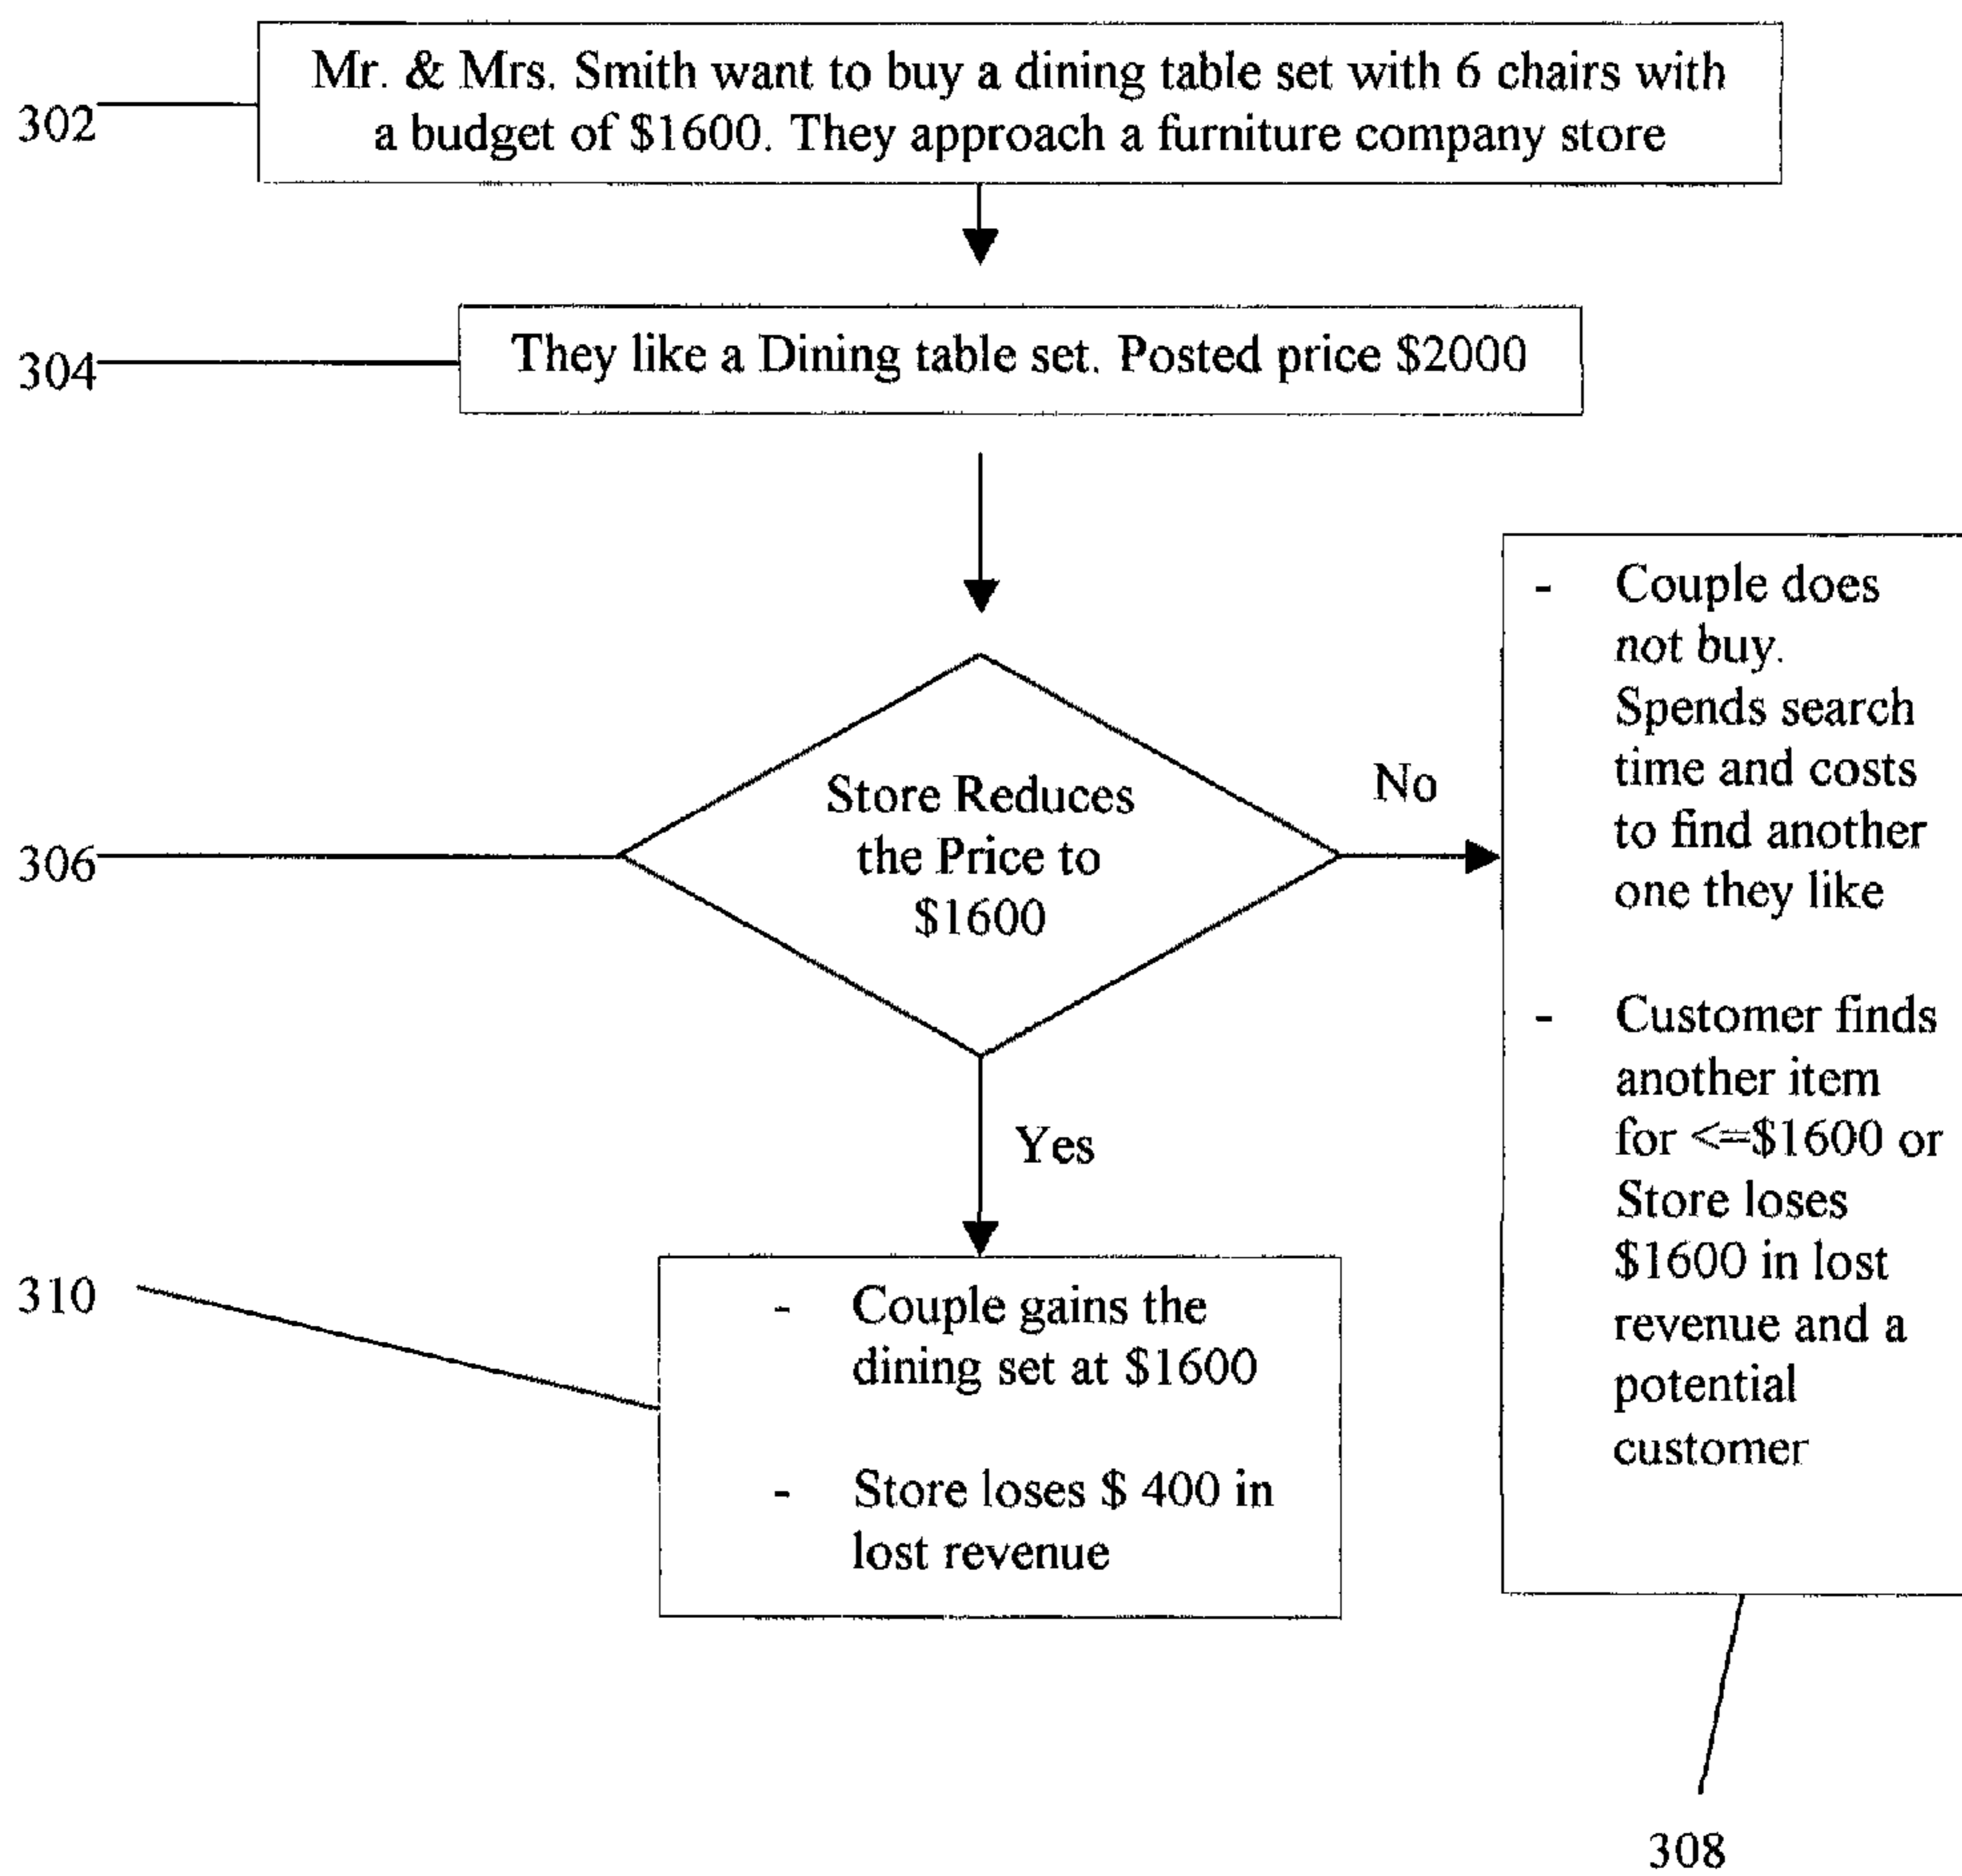 Mr. & Mrs. Smith want to buy a dining table set with 6 chairs with
a budget of $1600. They approach a furniture company store
302
They like a Dining table set. Posted price $2000
304
Store Reduces
the Price to
$1600
306
No
Yes
- Couple does
not buy.
Spends search
time and costs
to find another
one they like
- Customer finds
another item
for <=$1600 or
Store loses
$1600 in lost
revenue and a
potential
customer
310
- Couple gains the
dining set at $1600
- Store loses $ 400 in
lost revenue
308